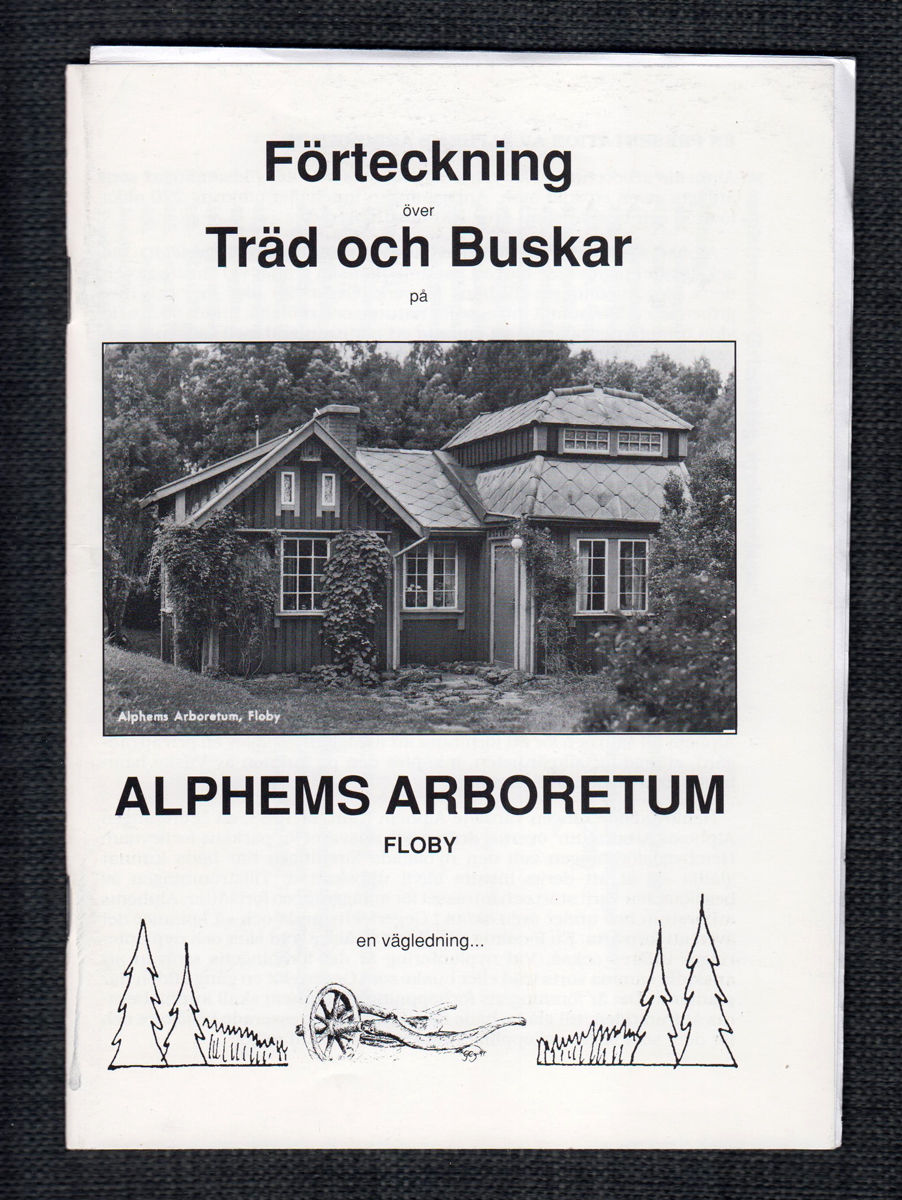 Förteckning
över
Träd och Buskar
på
Alphems Arboretum, Floby
ALPHEMS ARBORETUM
FLOBY
en vägledning...